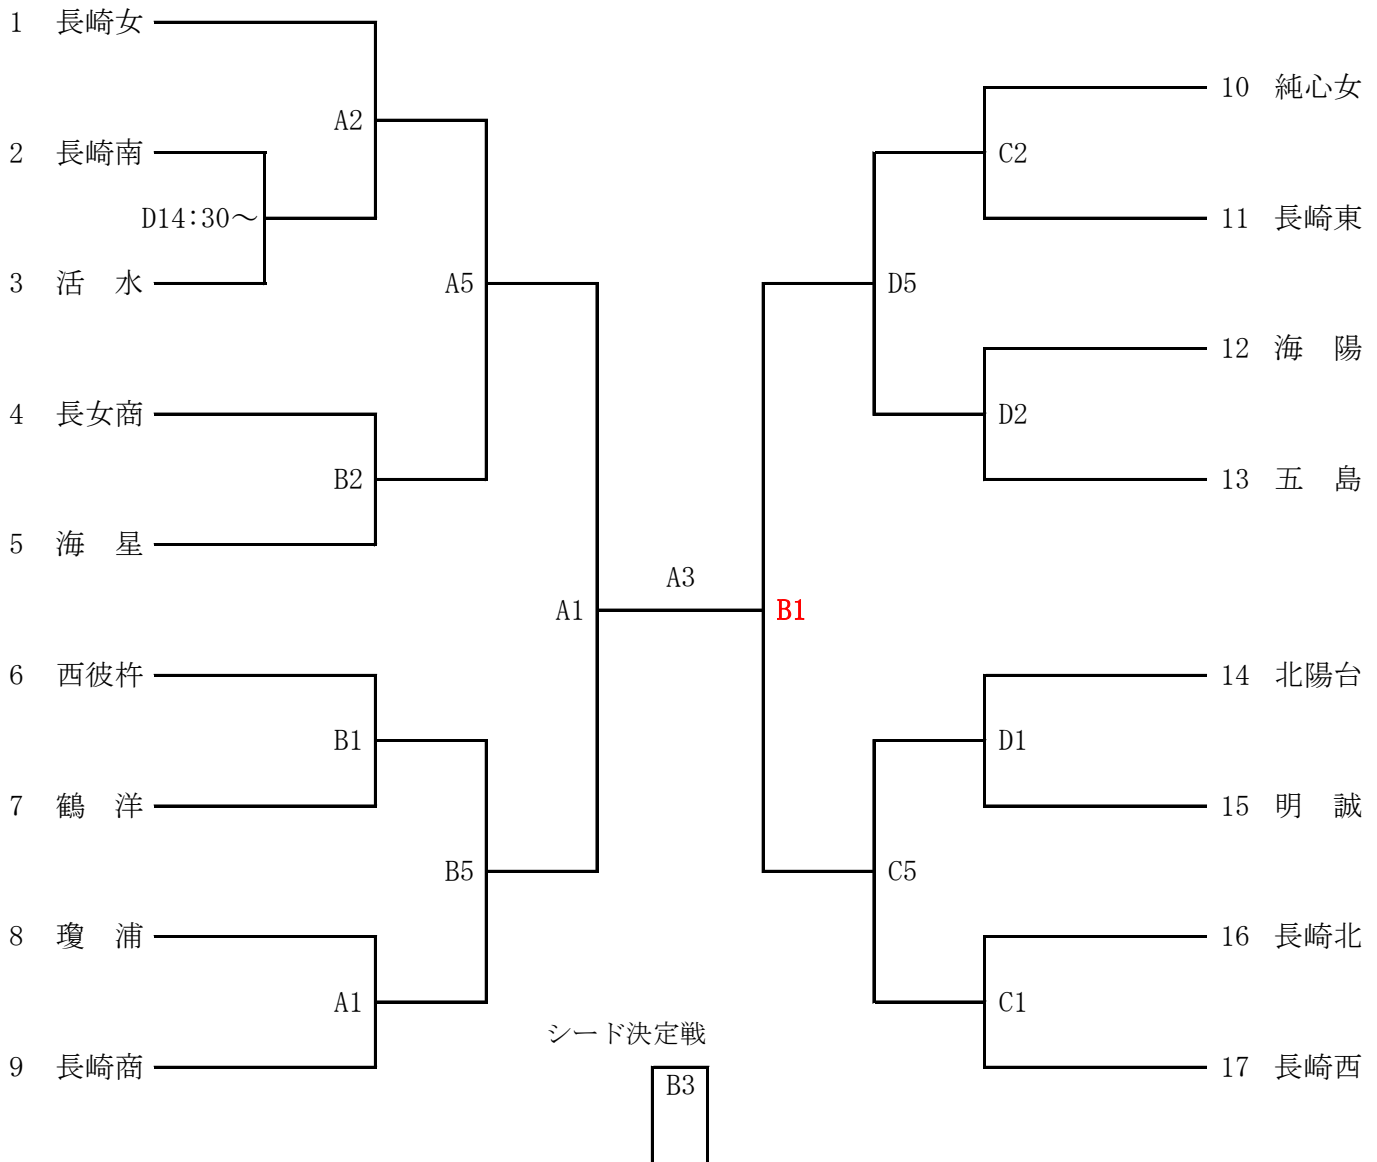 1 長崎女
A2
2 長崎南
D14:30～
3 活　水
A5
4 長女商
B2
5 海　星
A1
6 西彼杵
B1
7 鶴　洋
B5
8 瓊　浦
A1
9 長崎商
A3
シード決定戦
B3
10 純心女
C2
11 長崎東
D5
12 海　陽
D2
13 五　島
B1
14 北陽台
D1
15 明　誠
C5
16 長崎北
C1
17 長崎西